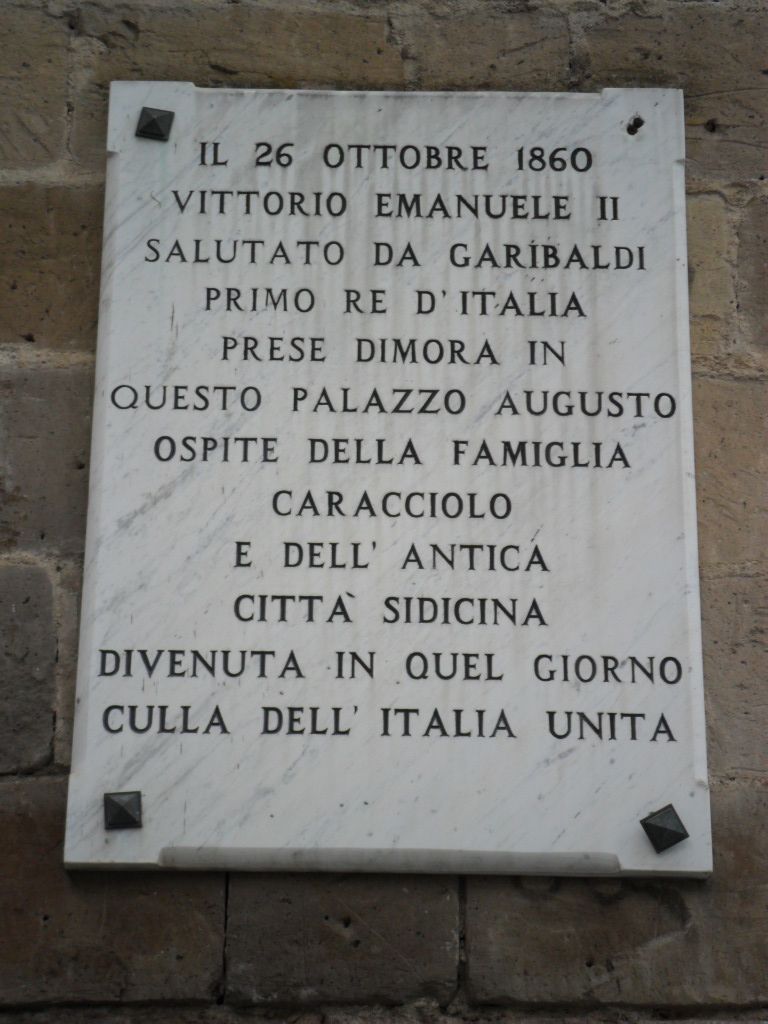 IL 26 OTTOBRE 1860
VITTORIO EMANUELE II
SALUTATO DA GARIBALDI
PRIMO RE D'ITALIA
PRESE DIMORA IN
QUESTO PALAZZO AUGUSTO
OSPITE DELLA FAMIGLIA
CARACCIOLO
E DELL' ANTICA
CITTÀ SIDICINA
DIVENUTA IN QUEL GIORNO
CULLA DELL' ITALIA UNITA